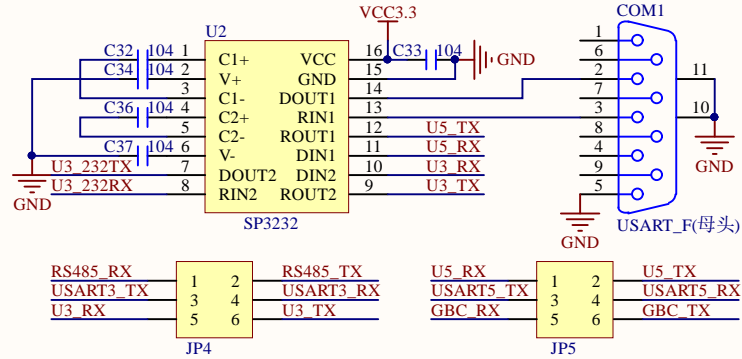 VCC3.3
COM1
U2
C32 104 1 C1+ VCC 16 C33 104 GND
C34 104 2 V+ GND 15
3 C1- DOUT1 14
C36 104 4 C2+ RIN1 13
5 C2- ROUT1 12 U5_TX
C37 104 6 V- DIN1 11 U5_RX
U3_232TX 7 DOUT2 DIN2 10 U3_RX
U3_232RX 8 RIN2 ROUT2 9 U3_TX
GND
SP3232
1
6
2
7
3
8
4
9
5
11
10
GND
GND
USART_F(母头)
RS485_RX 1 2 RS485_TX
USART3_TX 3 4 USART3_RX
U3_RX 5 6 U3_TX
JP4
U5_RX 1 2 U5_TX
USART5_TX 3 4 USART5_RX
GBC_RX 5 6 GBC_TX
JP5